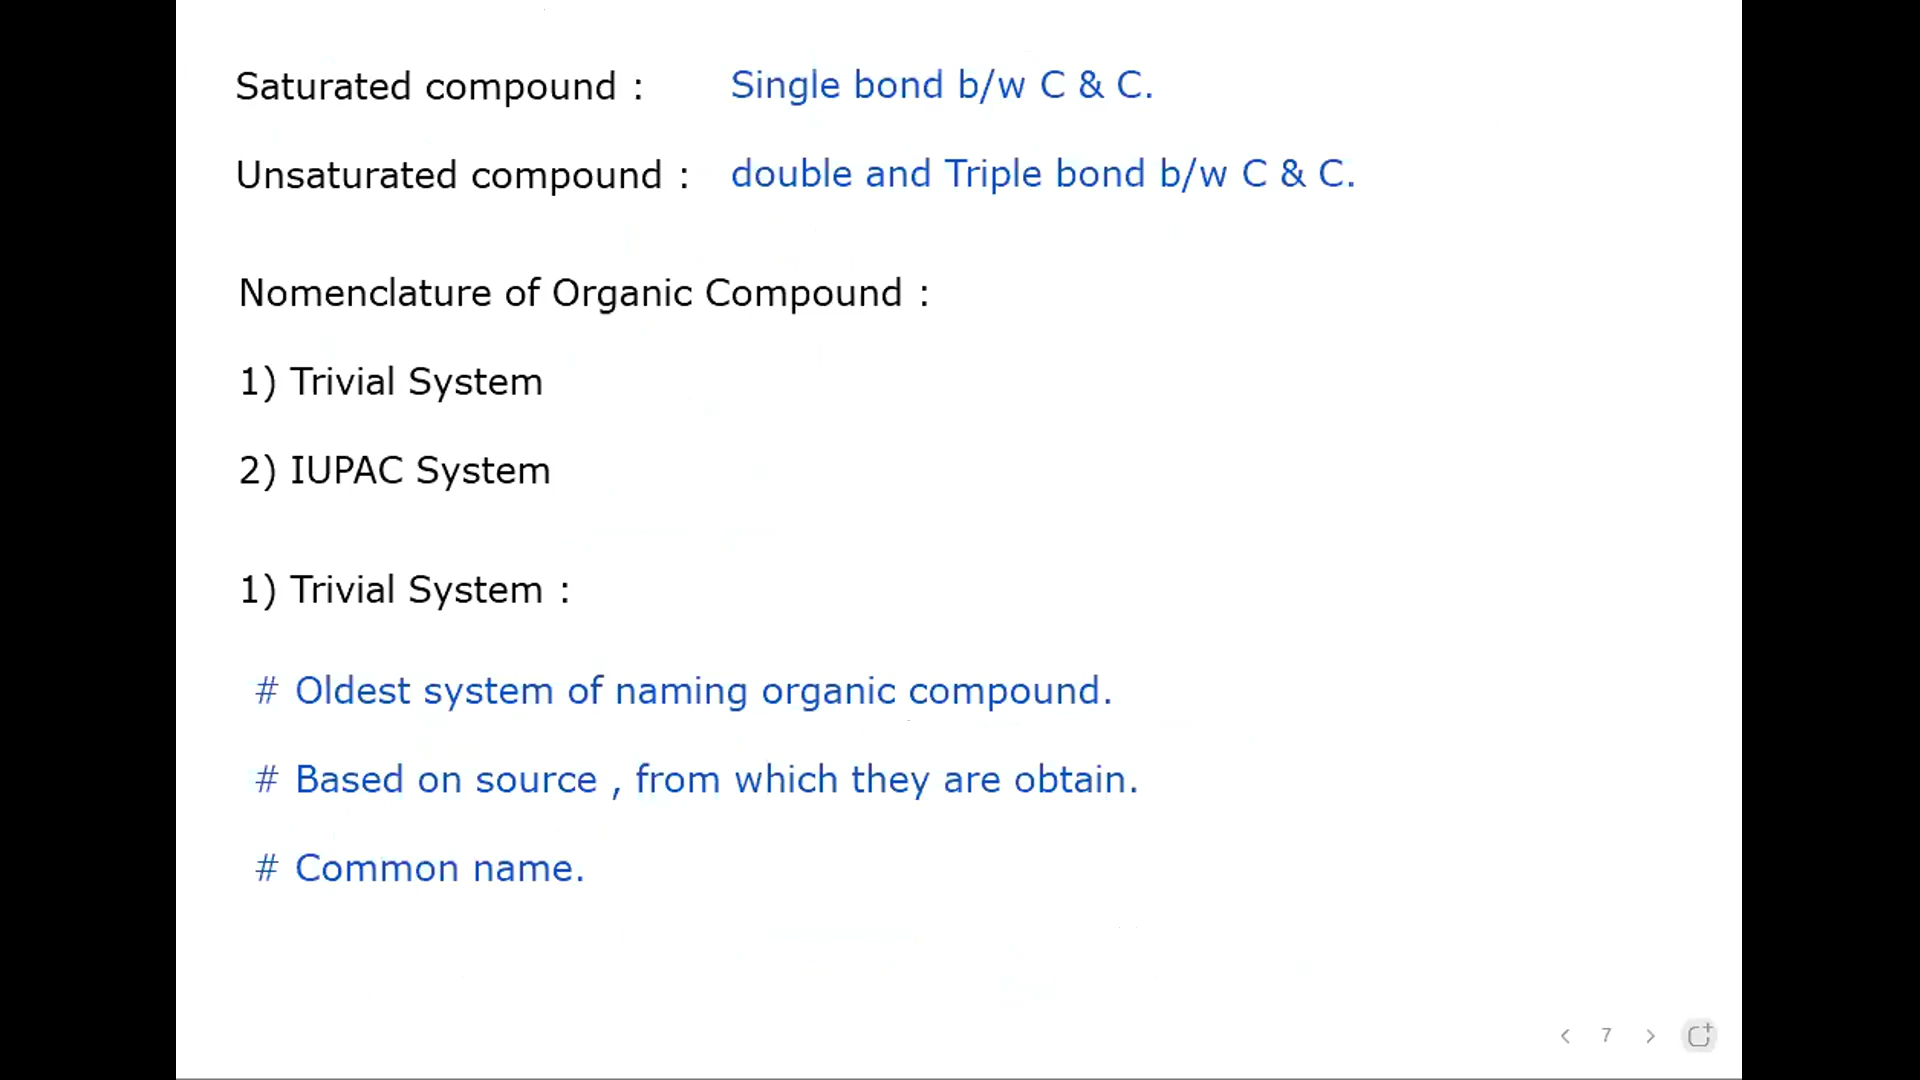 Saturated compound : Single bond b/w C & C.
Unsaturated compound : double and Triple bond b/w C & C.
Nomenclature of Organic Compound :
1) Trivial System
2) IUPAC System
1) Trivial System :
# Oldest system of naming organic compound.
# Based on source , from which they are obtain.
# Common name.
< 7 >